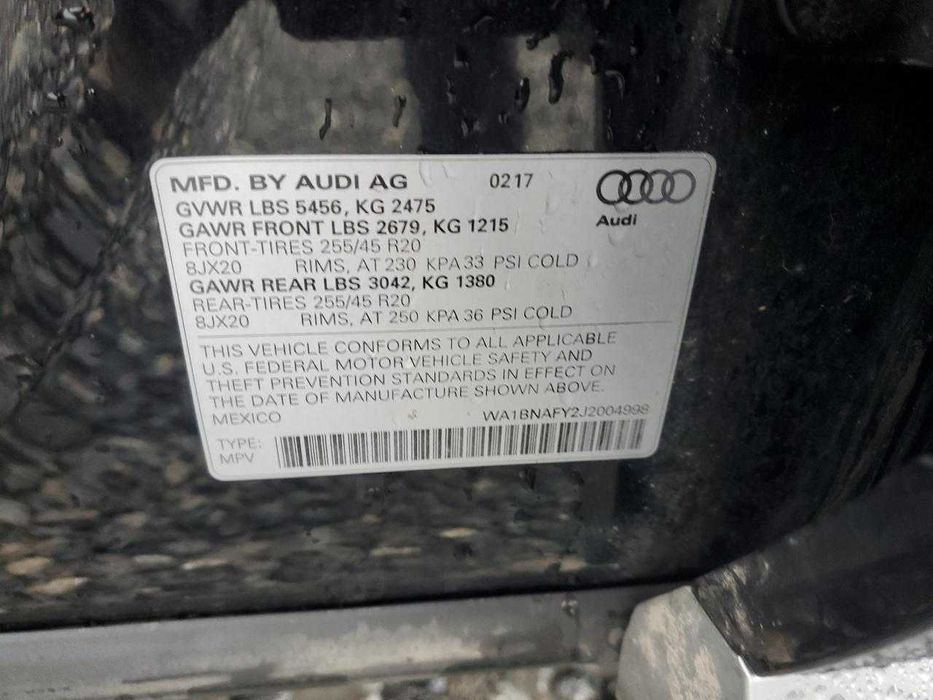 MFD. BY AUDI AG 0217
Audi
GVWR LBS 5456, KG 2475
GAWR FRONT LBS 2679, KG 1215
FRONT-TIRES 255/45 R20
8JX20 RIMS, AT 230 KPA 33 PSI COLD
GAWR REAR LBS 3042, KG 1380
REAR-TIRES 255/45 R20
8JX20 RIMS, AT 250 KPA 36 PSI COLD
THIS VEHICLE CONFORMS TO ALL APPLICABLE
U.S. FEDERAL MOTOR VEHICLE SAFETY AND
THEFT PREVENTION STANDARDS IN EFFECT ON
THE DATE OF MANUFACTURE SHOWN ABOVE.
MEXICO WA1BNAFY2J2004998
TYPE:
MPV